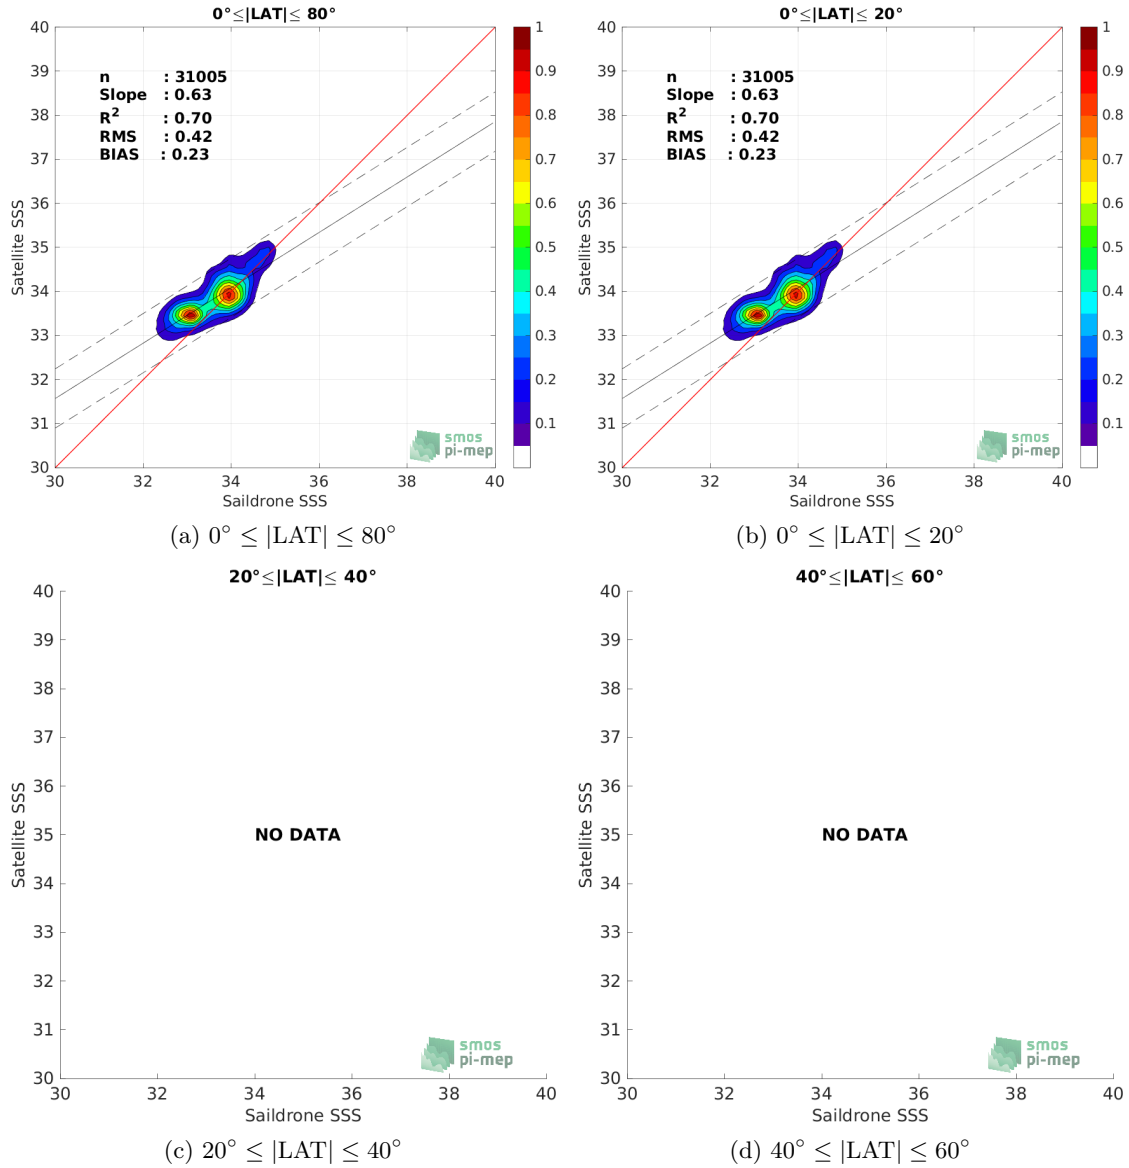 0°≤|LAT|≤ 80°
40
39
38
37
36
35
34
33
32
31
30
Satellite SSS
n : 31005
Slope : 0.63
R² : 0.70
RMS : 0.42
BIAS : 0.23
smos
pi-mep
30 32 34 36 38 40
Saildrone SSS
1
0.9
0.8
0.7
0.6
0.5
0.4
0.3
0.2
0.1
(a) 0° ≤ |LAT| ≤ 80°
0°≤|LAT|≤ 20°
40
39
38
37
36
35
34
33
32
31
30
Satellite SSS
n : 31005
Slope : 0.63
R² : 0.70
RMS : 0.42
BIAS : 0.23
smos
pi-mep
30 32 34 36 38 40
Saildrone SSS
1
0.9
0.8
0.7
0.6
0.5
0.4
0.3
0.2
0.1
(b) 0° ≤ |LAT| ≤ 20°
20°≤|LAT|≤ 40°
40
39
38
37
36
35
34
33
32
31
30
Satellite SSS
NO DATA
smos
pi-mep
30 32 34 36 38 40
Saildrone SSS
(c) 20° ≤ |LAT| ≤ 40°
40°≤|LAT|≤ 60°
40
39
38
37
36
35
34
33
32
31
30
Satellite SSS
NO DATA
smos
pi-mep
30 32 34 36 38 40
Saildrone SSS
(d) 40° ≤ |LAT| ≤ 60°